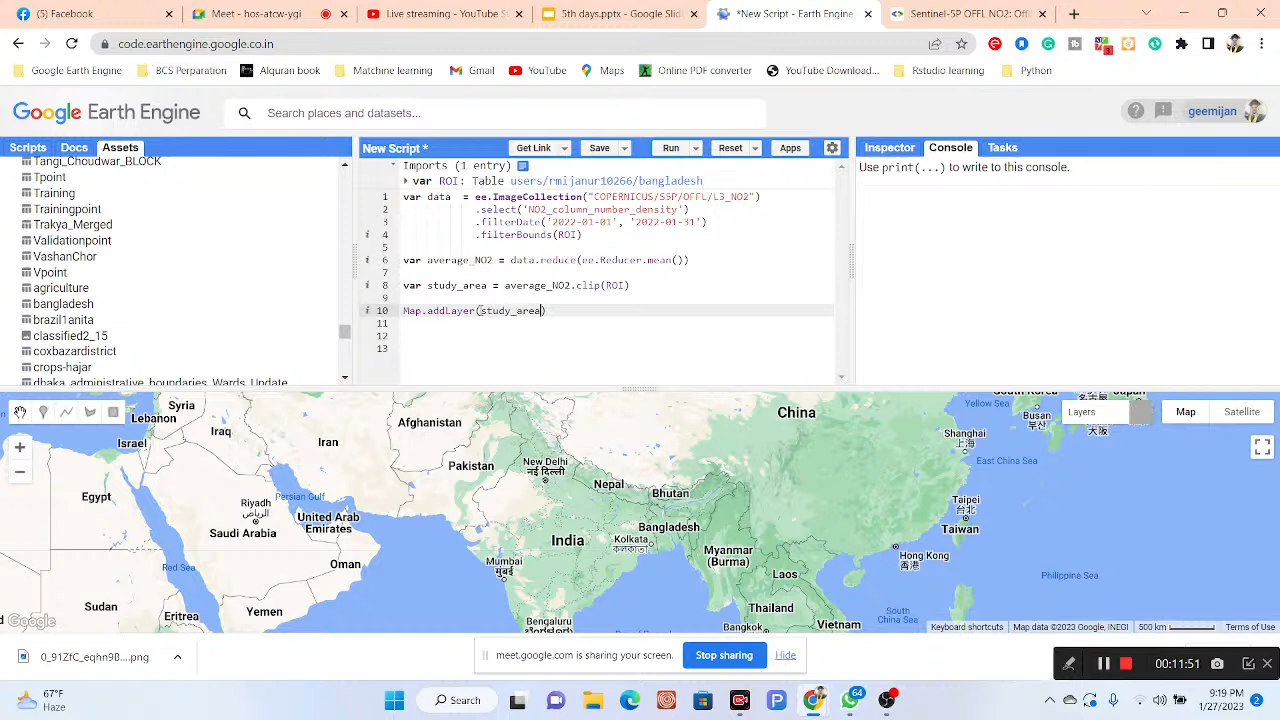 Facebook
Meet - hos-atcw-ygi
Live streaming - YouTube S
5th days.pptx - Google Slid
*New Script - Earth Engine
Sentinel-5P OFFL NO2: Offl
code.earthengine.google.co.in
Google Earth Engine
BCS Perparation
Alquran book
Matchine learning
Gmail
YouTube
Maps
Online PDF converter
YouTube Download...
Rstudio learning
Python
Google Earth Engine
Search places and datasets...
geemijan
Scripts Docs Assets
New Script *
Get Link Save Run Reset Apps
Inspector Console Tasks
Tangi_Choudwar_BLOCK
Tpoint
Training
Trainingpoint
Trakya_Merged
Validationpoint
VashanChor
Vpoint
agriculture
bangladesh
brazil1anita
classified2_15
coxbazardistrict
crops-hajar
dhaka_administrative_boundaries_Wards_Update
Imports (1 entry)
var ROI: Table users/rmijanur10266/bangladesh
1 var data = ee.ImageCollection("COPERNICUS/S5P/OFFL/L3_NO2")
2 .select('NO2_column_number_density')
3 .filterDate('2022-01-01', '2022-01-31')
i 4 .filterBounds(ROI)
5
i 6 var average_NO2 = data.reduce(ee.Reducer.mean())
7
i 8 var study_area = average_NO2.clip(ROI)
9
i 10 Map.addLayer(study_area)
11
12
13
Use print(...) to write to this console.
Layers
Map Satellite
Syria
Lebanon
Israel
Iraq
Iran
Afghanistan
Pakistan
China
Yellow Sea
Busan
부산
大阪
Shanghai
上海
East China Sea
Egypt
Riyadh
الرياض
Persian Gulf
Saudi Arabia
United Arab
Emirates
New Delhi
नई दिल्ली
Nepal
Bhutan
Bangladesh
India
Kolkata
কলকাতা
Taipei
台北
Taiwan
Oman
Red Sea
Mumbai
मुंबई
Myanmar
(Burma)
Hong Kong
香港
Laos
Philippine Sea
Sudan
Eritrea
Yemen
Bengaluru
Thailand
Bangkok
Vietnam
South
China Sea
Google
Keyboard shortcuts
Map data ©2023 Google, INEGI
500 km
Terms of Use
0_91ZfC_eqhn9B....png
meet.google.com is sharing your screen.
Stop sharing
Hide
00:11:51
67°F
Haze
Search
64
9:19 PM
1/27/2023
2